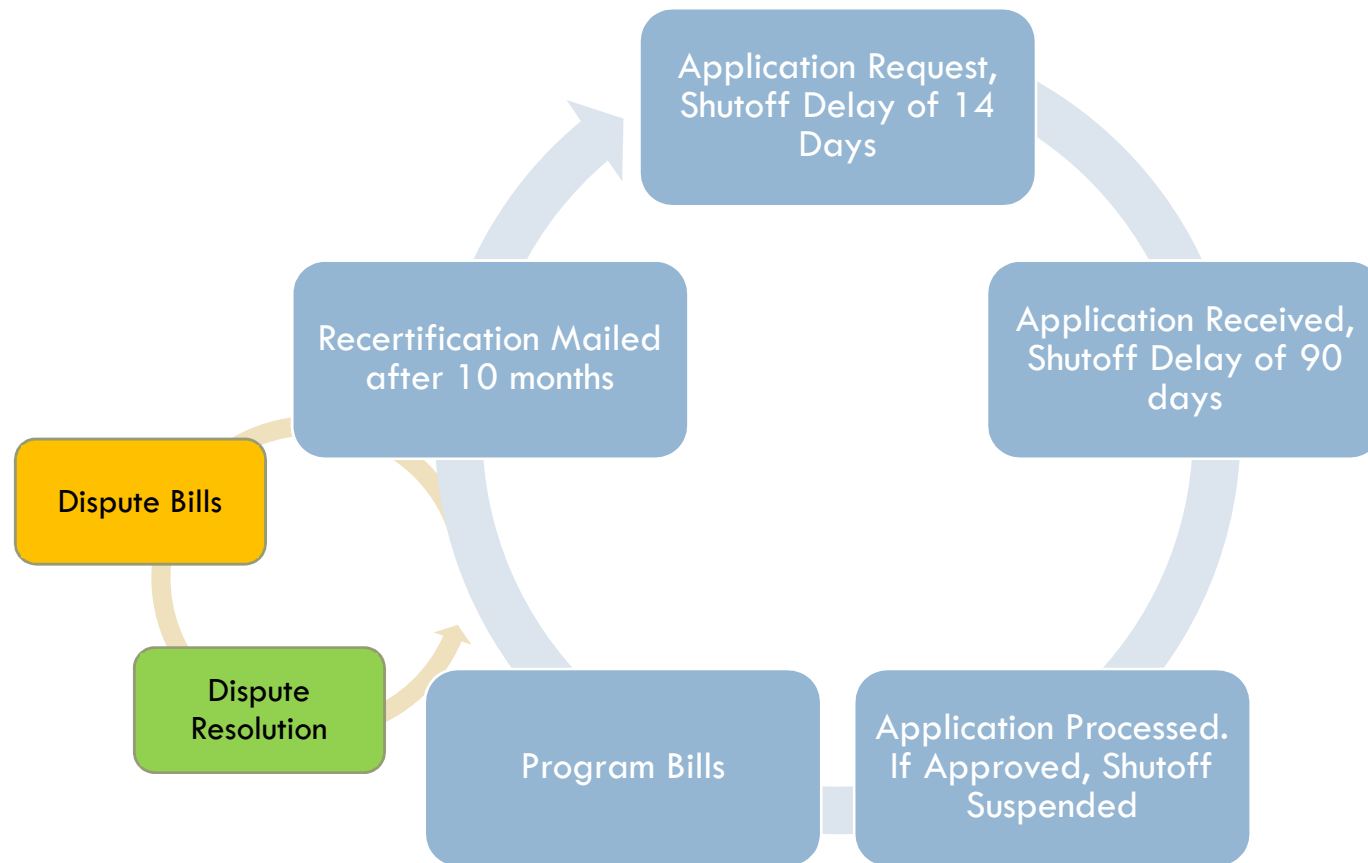 Application Request,
Shutoff Delay of 14
Days
Application Received,
Shutoff Delay of 90
days
Application Processed.
If Approved, Shutoff
Suspended
Program Bills
Recertification Mailed
after 10 months
Dispute Bills
Dispute
Resolution